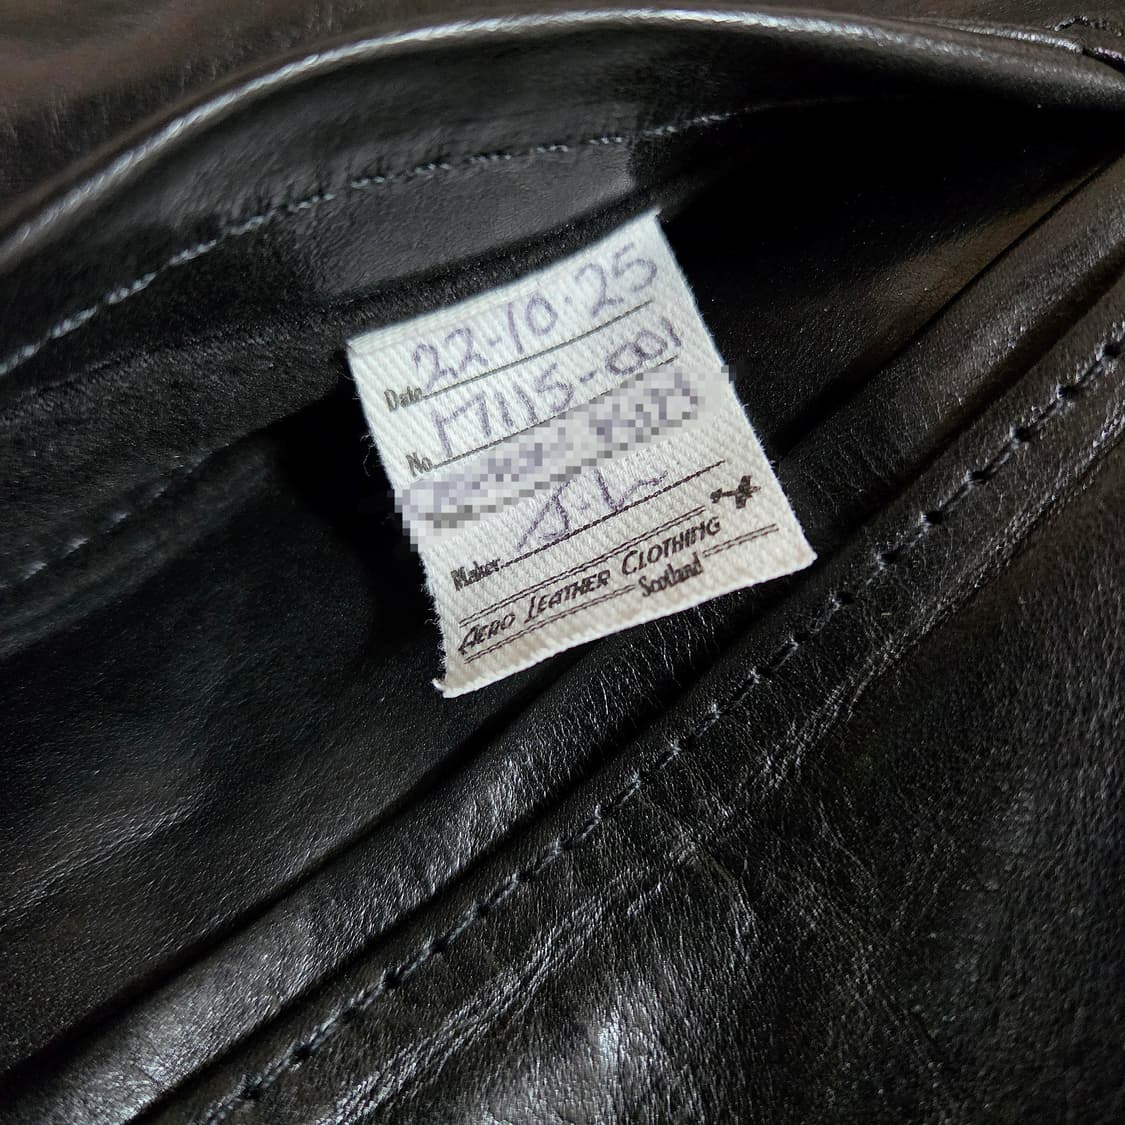 Date 22-10-25
No. 17115-001
Maker J.L
AERO LEATHER CLOTHING
Scotland